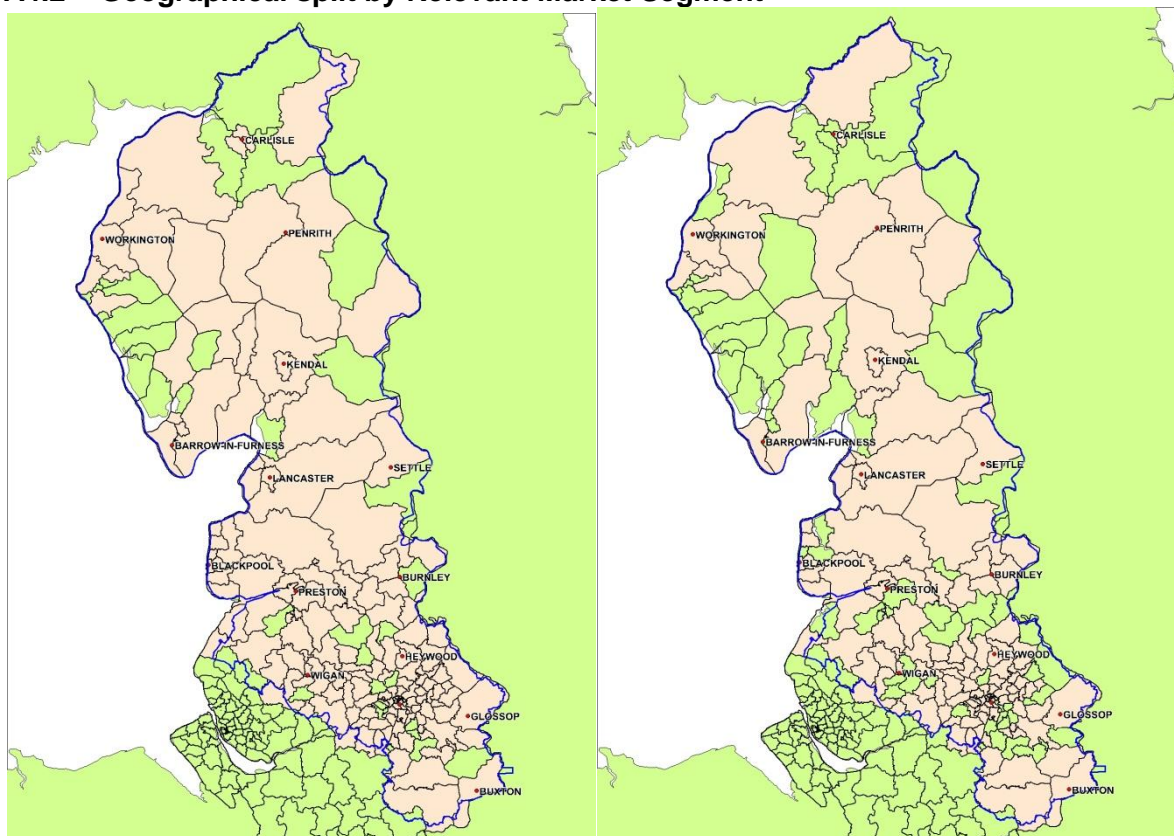 Geographical split by Relevant Market Segment
CARLISLE
WORKINGTON
PENRITH
KENDAL
BARROW-IN-FURNESS
SETTLE
LANCASTER
BLACKPOOL
BURNLEY
PRESTON
HEYWOOD
WIGAN
GLOSSOP
BUXTON
CARLISLE
WORKINGTON
PENRITH
KENDAL
BARROW-IN-FURNESS
SETTLE
LANCASTER
BLACKPOOL
BURNLEY
PRESTON
HEYWOOD
WIGAN
GLOSSOP
BUXTON